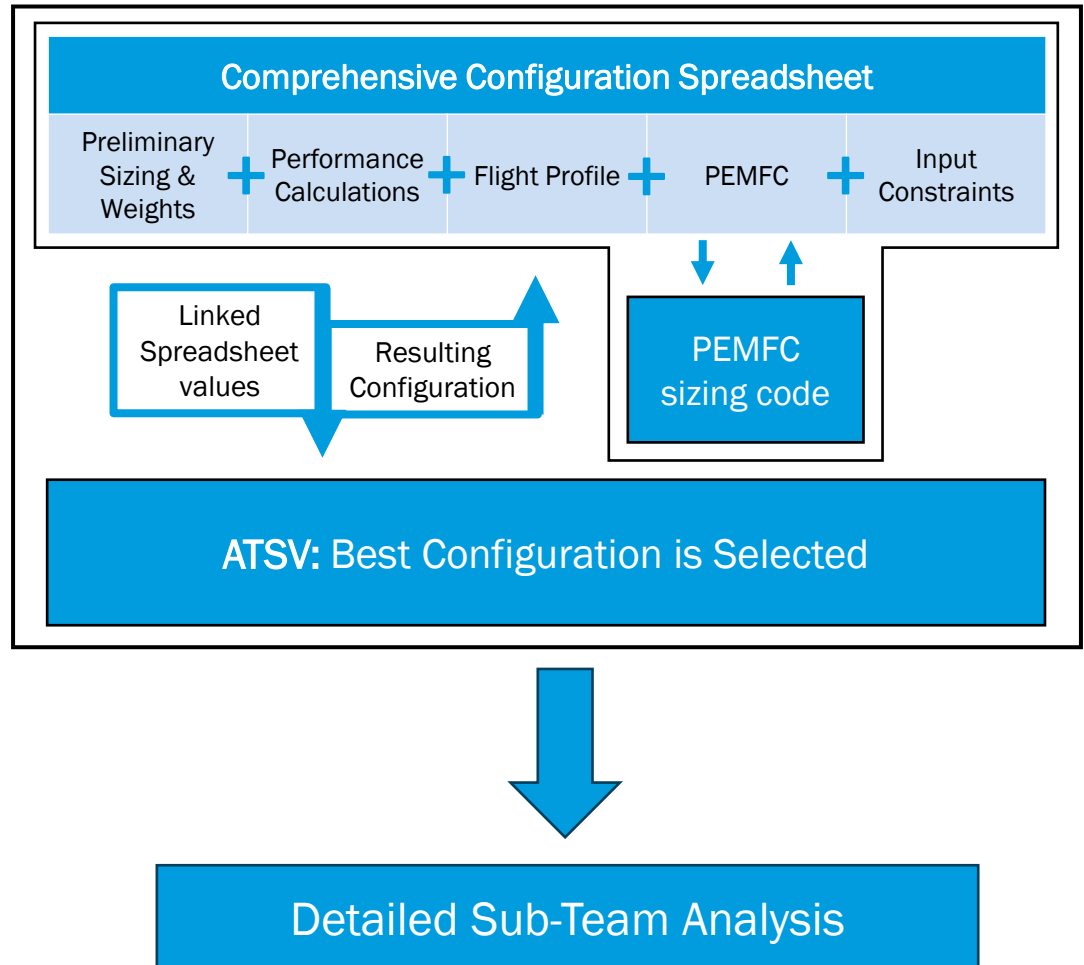 Comprehensive Configuration Spreadsheet
Preliminary
Sizing &
Weights
+
Performance
Calculations
+
Flight Profile
+
PEMFC
+
Input
Constraints
Linked
Spreadsheet
values
Resulting
Configuration
PEMFC
sizing code
ATSV: Best Configuration is Selected
Detailed Sub-Team Analysis